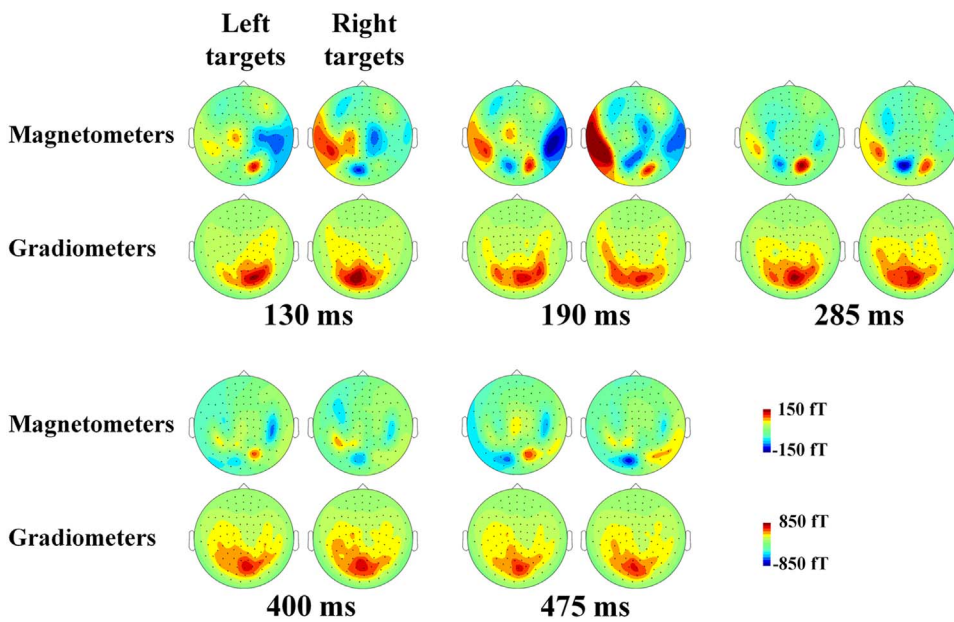 Left targets
Right targets
Magnetometers
Gradiometers
130 ms
190 ms
285 ms
Magnetometers
150 fT
-150 fT
Gradiometers
850 fT
-850 fT
400 ms
475 ms